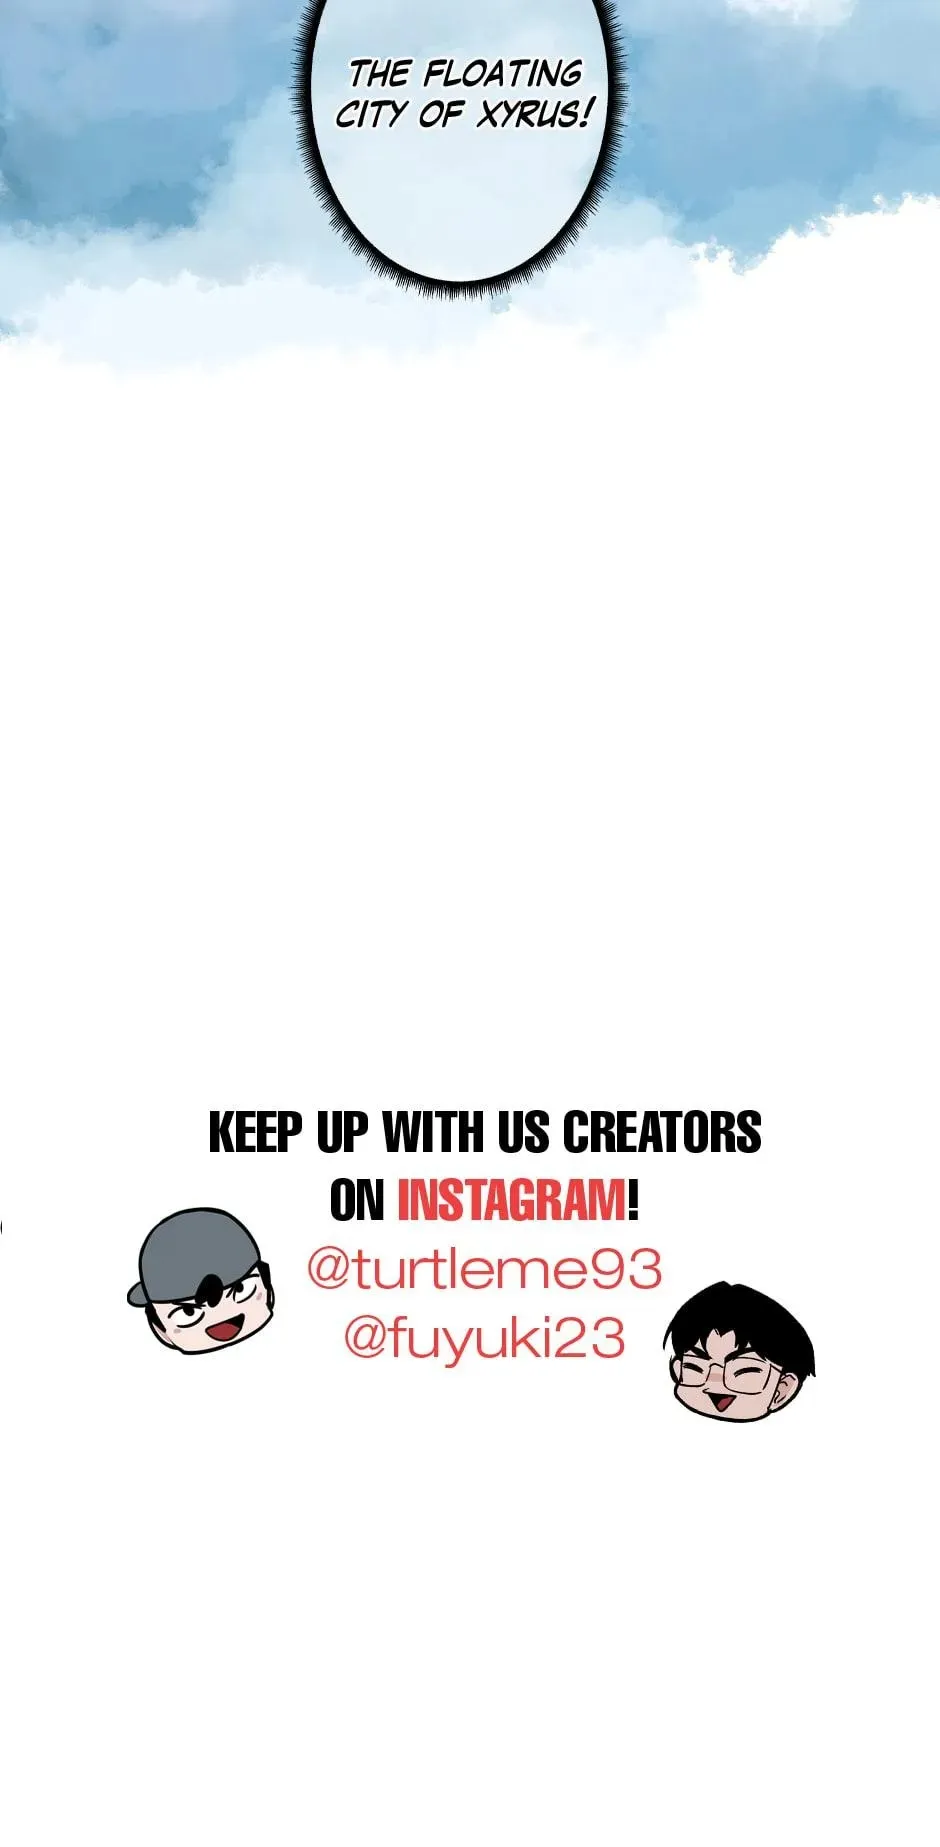 THE FLOATING
CITY OF XYRUS!
KEEP UP WITH US CREATORS
ON INSTAGRAM!
@turtleme93
@fuyuki23